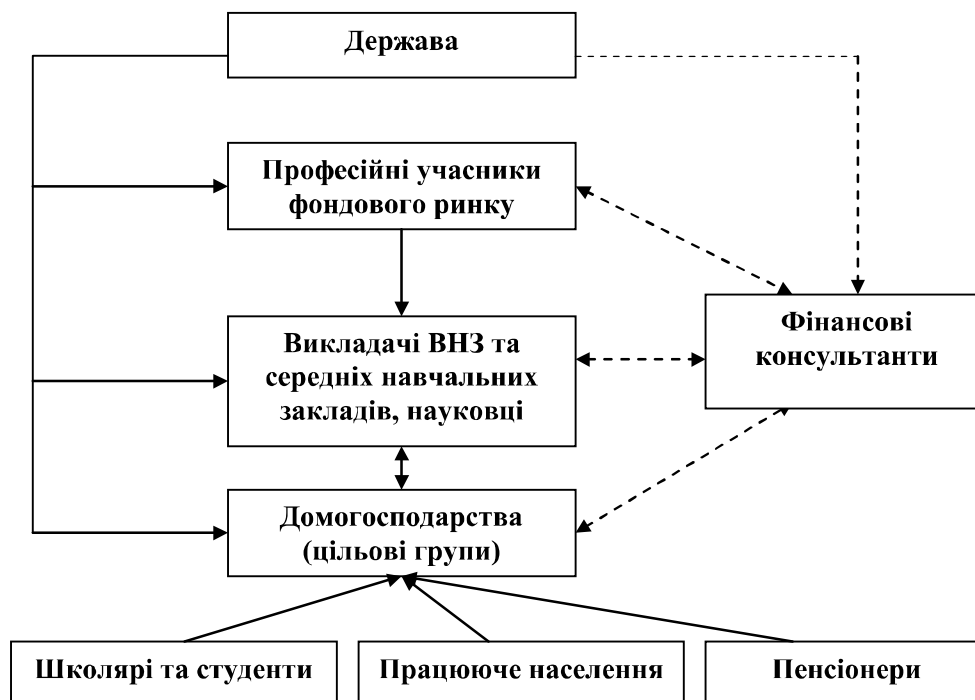 Держава
Професійні учасники
фондового ринку
Фінансові
консультанти
Викладачі ВНЗ та
середніх навчальних
закладів, науковці
Домогосподарства
(цільові групи)
Школярі та студенти
Працююче населення
Пенсіонери